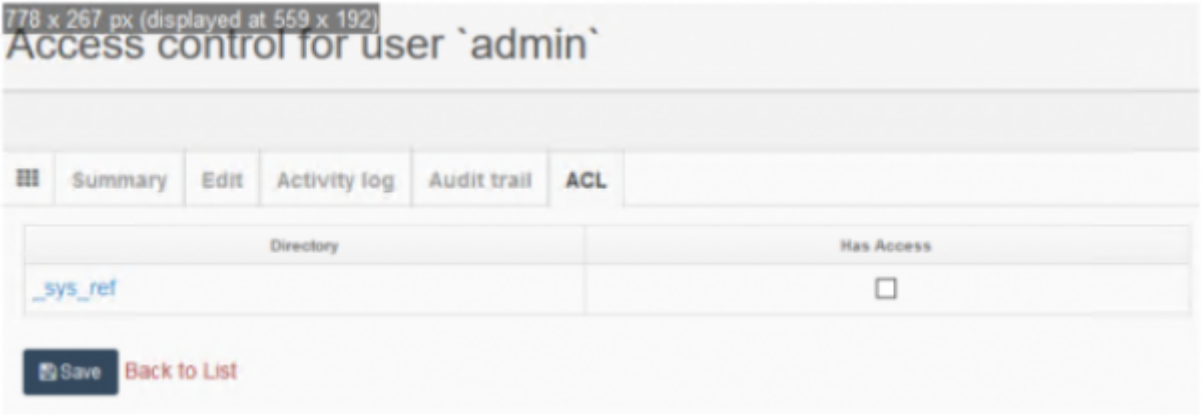 778 x 267 px (displayed at 559 x 192)
Access control for user `admin`
Summary Edit Activity log Audit trail ACL
Directory Has Access
_sys_ref
Save Back to List